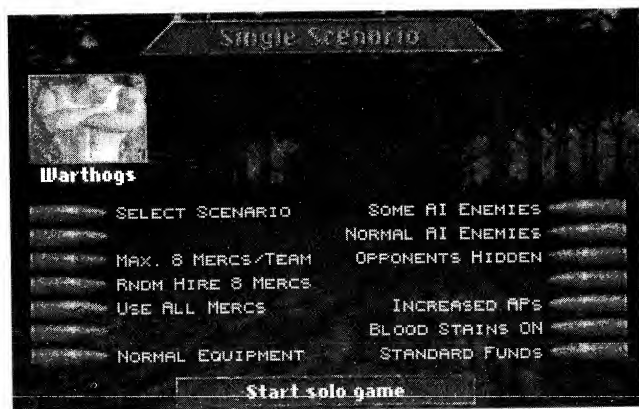 Single Scenario
Warthogs
SELECT SCENARIO
MAX. 8 MERCS/TEAM
RNDM HIRE 8 MERCS
USE ALL MERCS
NORMAL EQUIPMENT
SOME AI ENEMIES
NORMAL AI ENEMIES
OPPONENTS HIDDEN
INCREASED APS
BLOOD STAINS ON
STANDARD FUNDS
Start solo game